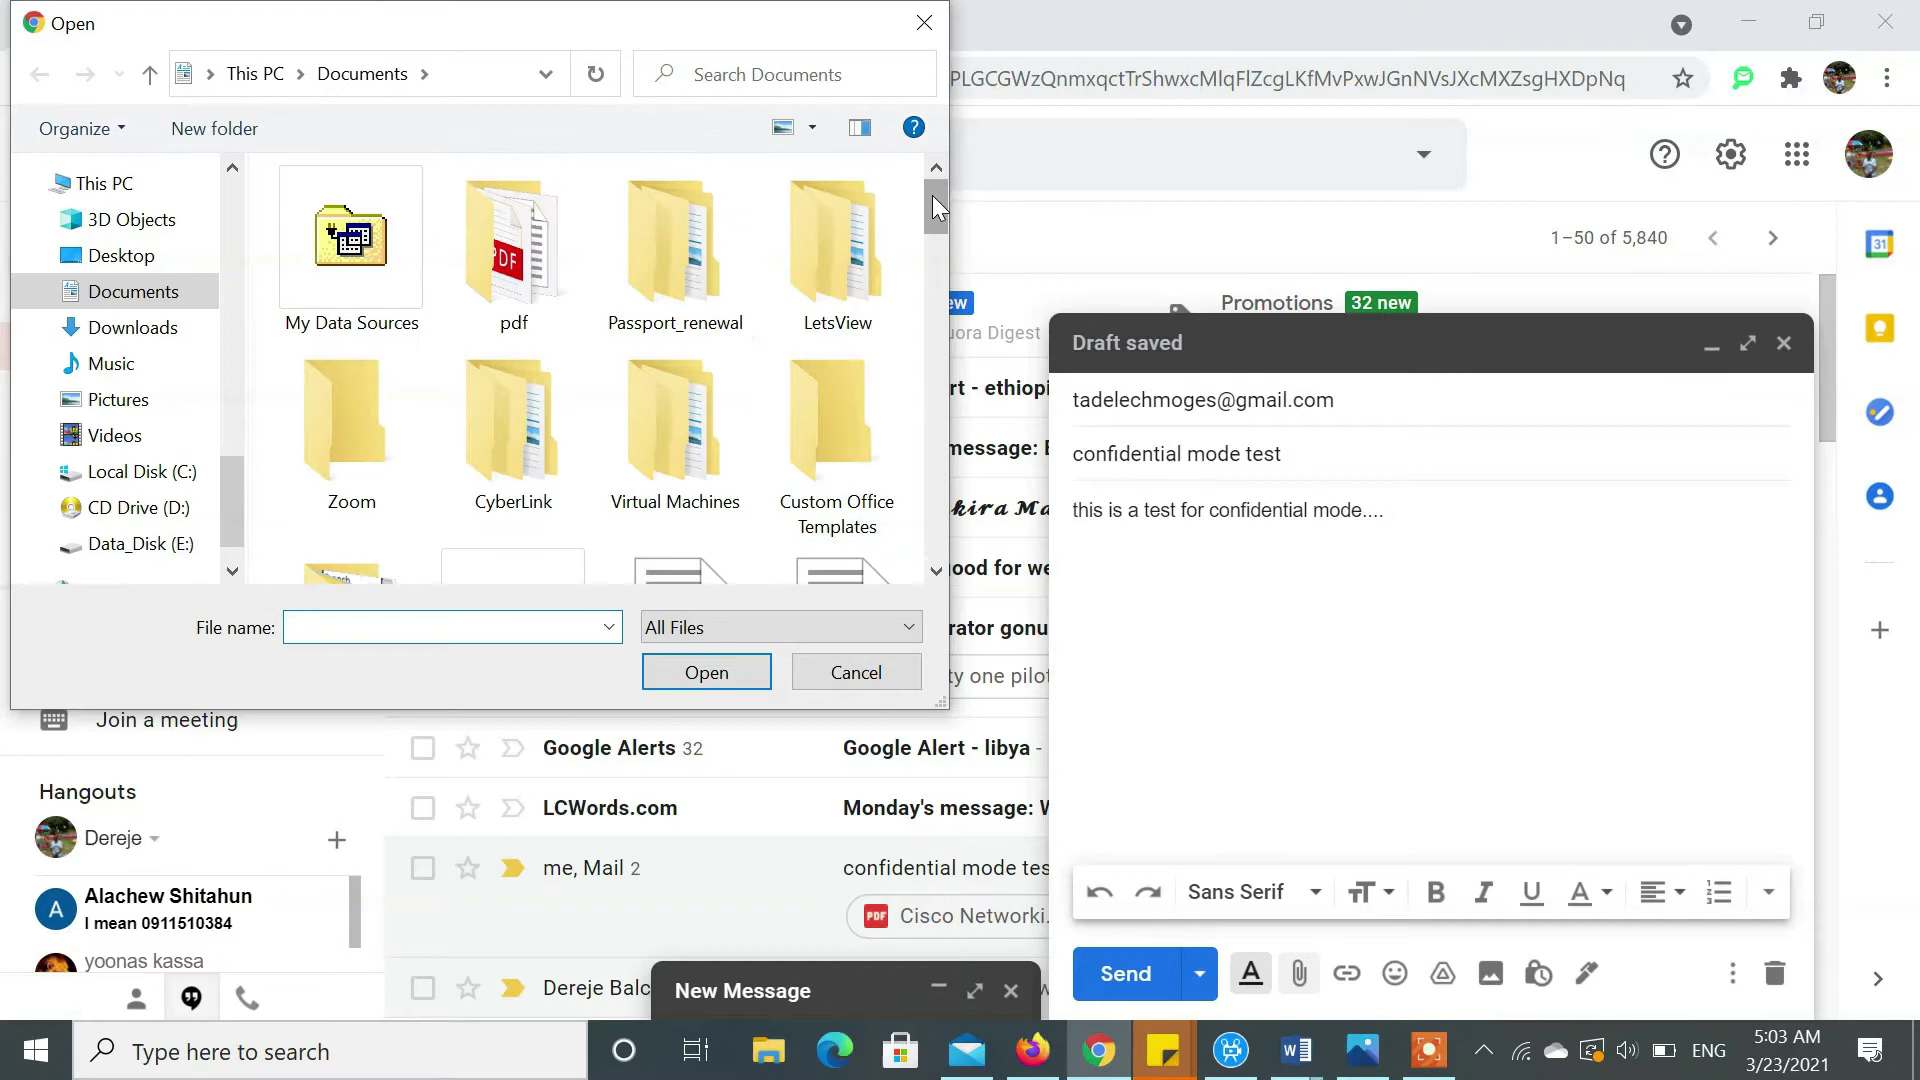 Open
This PC
Documents
Search Documents
PLGCGWzQnmxqctTrShwxcMlqFlZcgLKfMvPxwJGnNVsJXcMXZsgHXDpNq
Organize
New folder
This PC
3D Objects
Desktop
Documents
Downloads
Music
Pictures
Videos
Local Disk (C:)
CD Drive (D:)
Data_Disk (E:)
My Data Sources
PDF
pdf
Passport_renewal
LetsView
Zoom
CyberLink
Virtual Machines
Custom Office
Templates
File name:
All Files
Open
Cancel
1–50 of 5,840
31
ew
Promotions
32 new
uora Digest
rt - ethiopi
message: E
kira Ma
ood for we
rator gonu
ty one pilot
Draft saved
tadelechmoges@gmail.com
confidential mode test
this is a test for confidential mode....
Sans Serif
Send
Join a meeting
Hangouts
Dereje
Alachew Shitahun
I mean 0911510384
yoonas kassa
A
Google Alerts 32
Google Alert - libya -
LCWords.com
Monday's message: W
me, Mail 2
confidential mode tes
PDF
Cisco Networki.
Dereje Balc
New Message
Type here to search
ENG
5:03 AM
3/23/2021